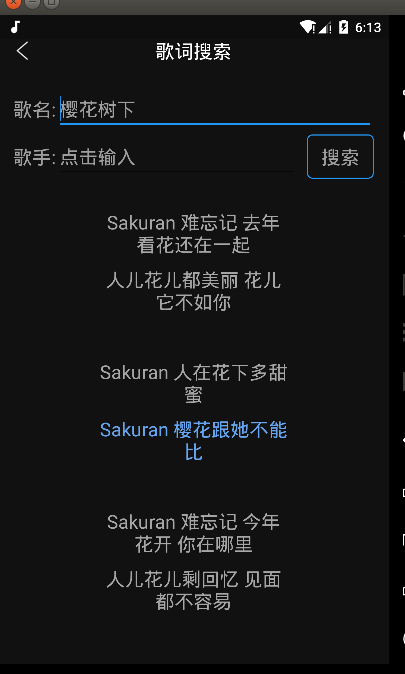 6:13
歌词搜索
歌名: 樱花树下
歌手: 点击输入
搜索
Sakuran 难忘记 去年
看花还在一起
人儿花儿都美丽 花儿
它不如你
Sakuran 人在花下多甜
蜜
Sakuran 樱花跟她不能
比
Sakuran 难忘记 今年
花开 你在哪里
人儿花儿剩回忆 见面
都不容易